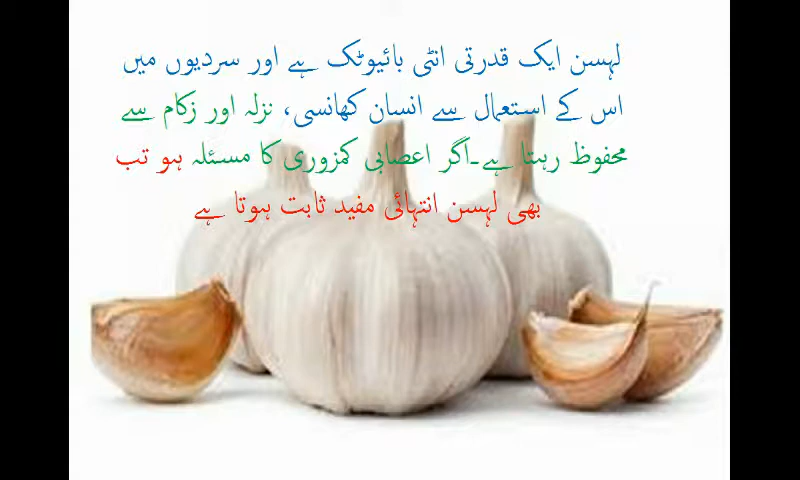 لہسن ایک قدرتی انٹی بائیوٹک ہے اور سردیوں میں
اس کے استعمال سے انسان کھانسی، نزلہ اور زکام سے
محفوظ رہتا ہے۔اگر اعصابی کمزوری کا مسئلہ ہو تب
بھی لہسن انتہائی مفید ثابت ہوتا ہے